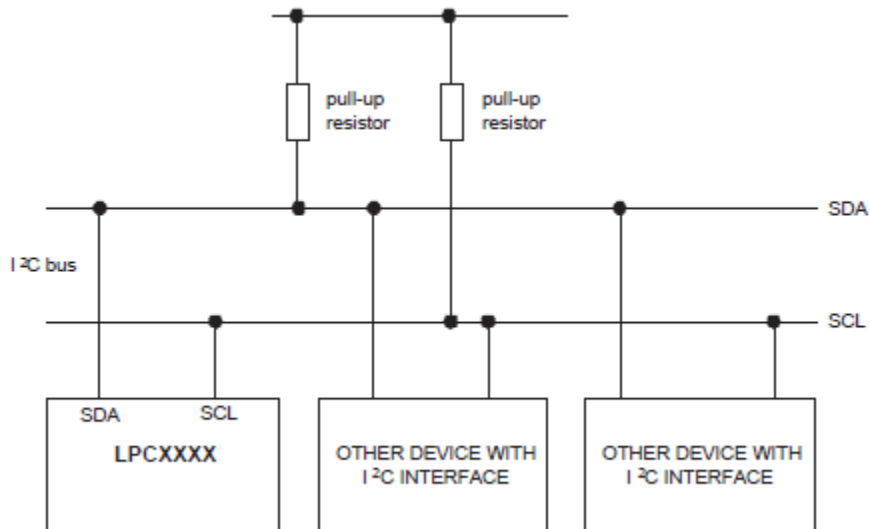 pull-up
resistor
pull-up
resistor
SDA
I²C bus
SCL
SDA
SCL
LPCXXXX
OTHER DEVICE WITH
I²C INTERFACE
OTHER DEVICE WITH
I²C INTERFACE